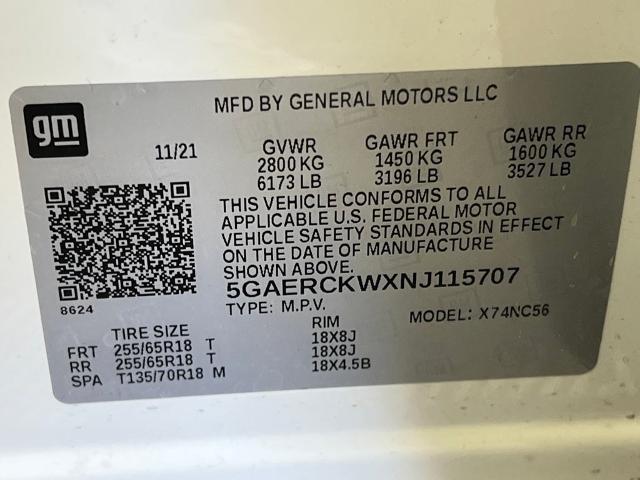 gm
MFD BY GENERAL MOTORS LLC
11/21 GVWR GAWR FRT GAWR RR
2800 KG 1450 KG 1600 KG
6173 LB 3196 LB 3527 LB
THIS VEHICLE CONFORMS TO ALL
APPLICABLE U.S. FEDERAL MOTOR
VEHICLE SAFETY STANDARDS IN EFFECT
ON THE DATE OF MANUFACTURE
SHOWN ABOVE.
8624
5GAERCKWXNJ115707
TYPE: M.P.V. MODEL: X74NC56
TIRE SIZE RIM
FRT 255/65R18 T 18X8J
RR 255/65R18 T 18X8J
SPA T135/70R18 M 18X4.5B